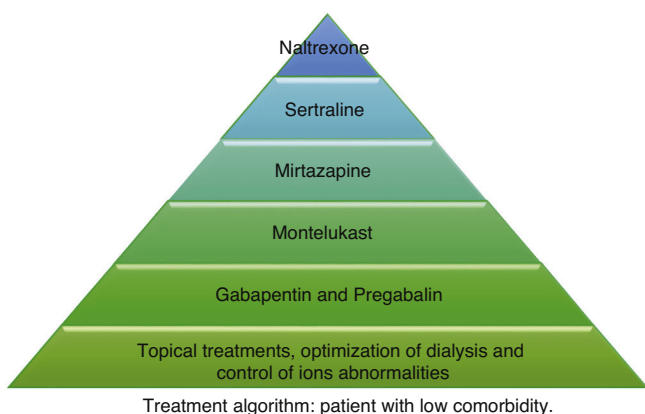 Naltrexone
Sertraline
Mirtazapine
Montelukast
Gabapentin and Pregabalin
Topical treatments, optimization of dialysis and
control of ions abnormalities
Treatment algorithm: patient with low comorbidity.